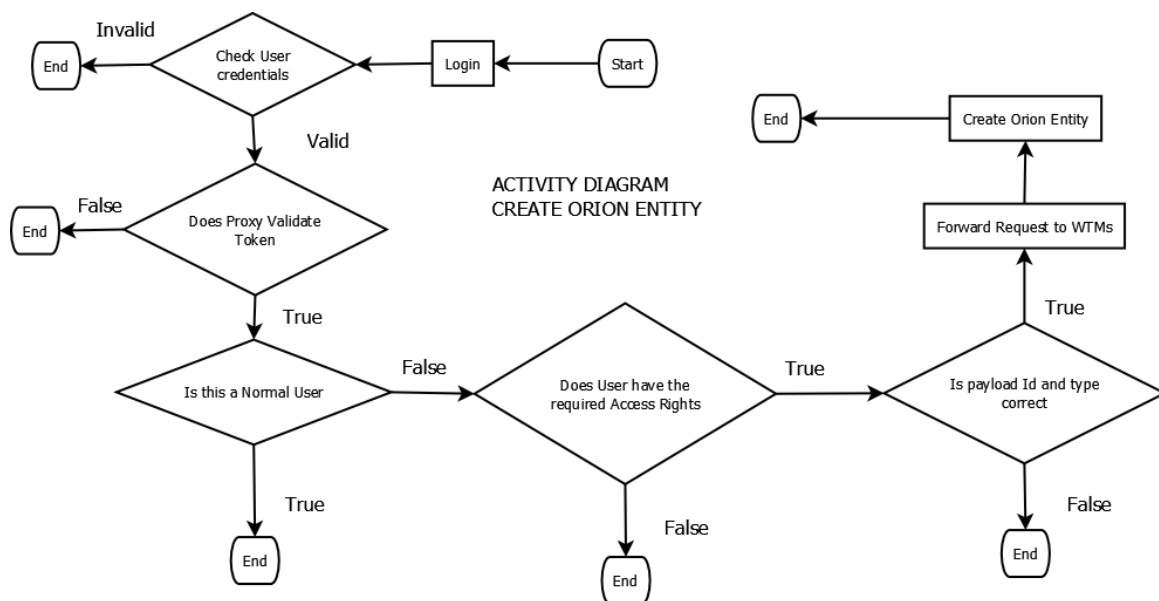 Invalid
End
Check User
credentials
Login
Start
Valid
End
Create Orion Entity
False
End
Does Proxy Validate
Token
ACTIVITY DIAGRAM
CREATE ORION ENTITY
Forward Request to WTMs
True
True
Is this a Normal User
False
Does User have the
required Access Rights
True
Is payload Id and type
correct
True
End
False
End
False
End